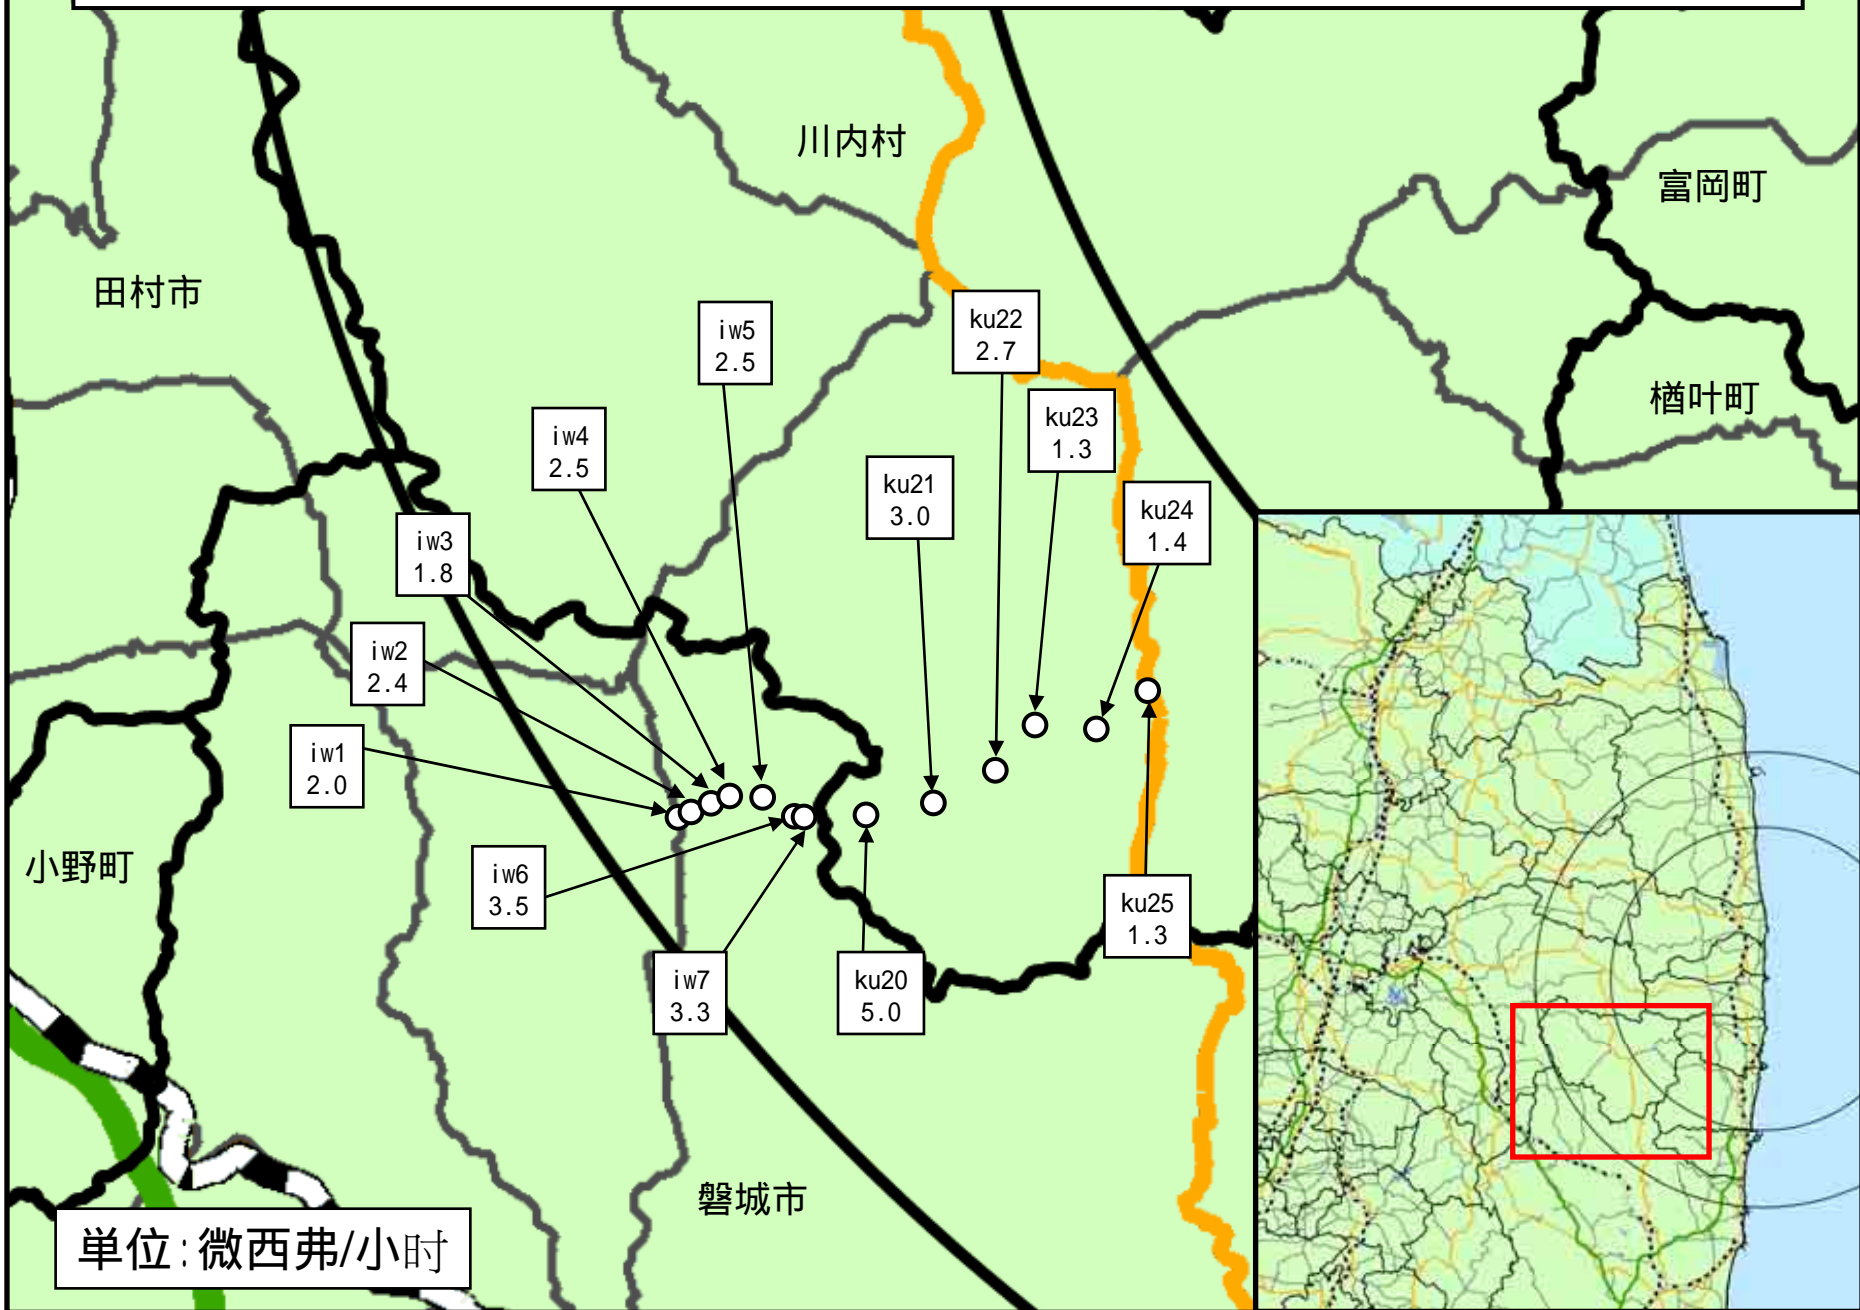 川内村
富岡町
田村市
楢叶町
iw5
2.5
ku22
2.7
iw4
2.5
ku23
1.3
ku21
3.0
ku24
1.4
iw3
1.8
iw2
2.4
iw1
2.0
小野町
iw6
3.5
ku25
1.3
iw7
3.3
ku20
5.0
磐城市
単位:微西弗/小时